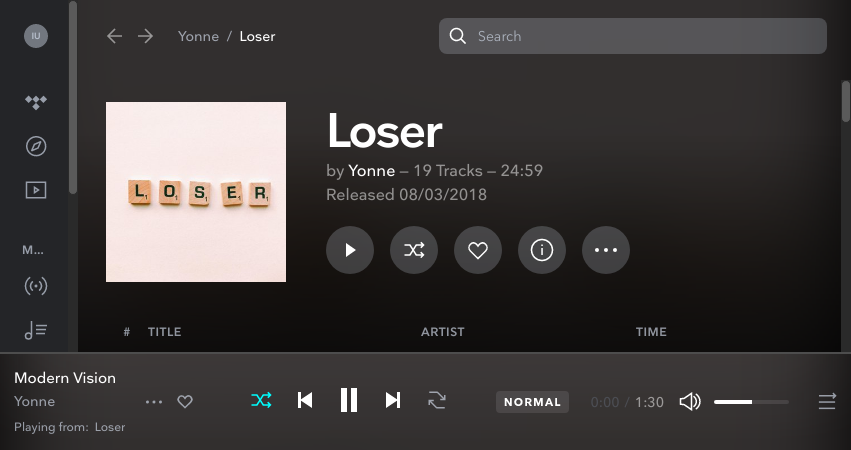 IU
Yonne / Loser
Search
L O S E R
Loser
by Yonne – 19 Tracks – 24:59
Released 08/03/2018
M...
# TITLE ARTIST TIME
Modern Vision
Yonne
Playing from: Loser
NORMAL
0:00 / 1:30